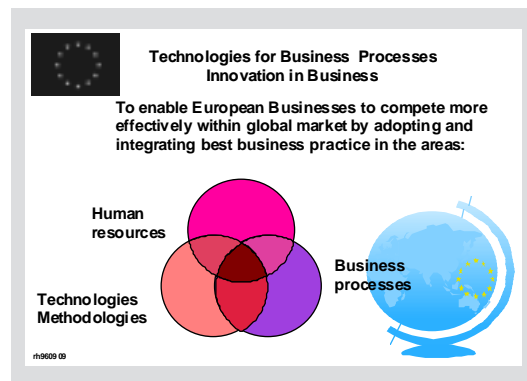 Technologies for Business Processes
Innovation in Business
To enable European Businesses to compete more
effectively within global market by adopting and
integrating best business practice in the areas:
Human
resources
Business
processes
Technologies
Methodologies
rh9609 09